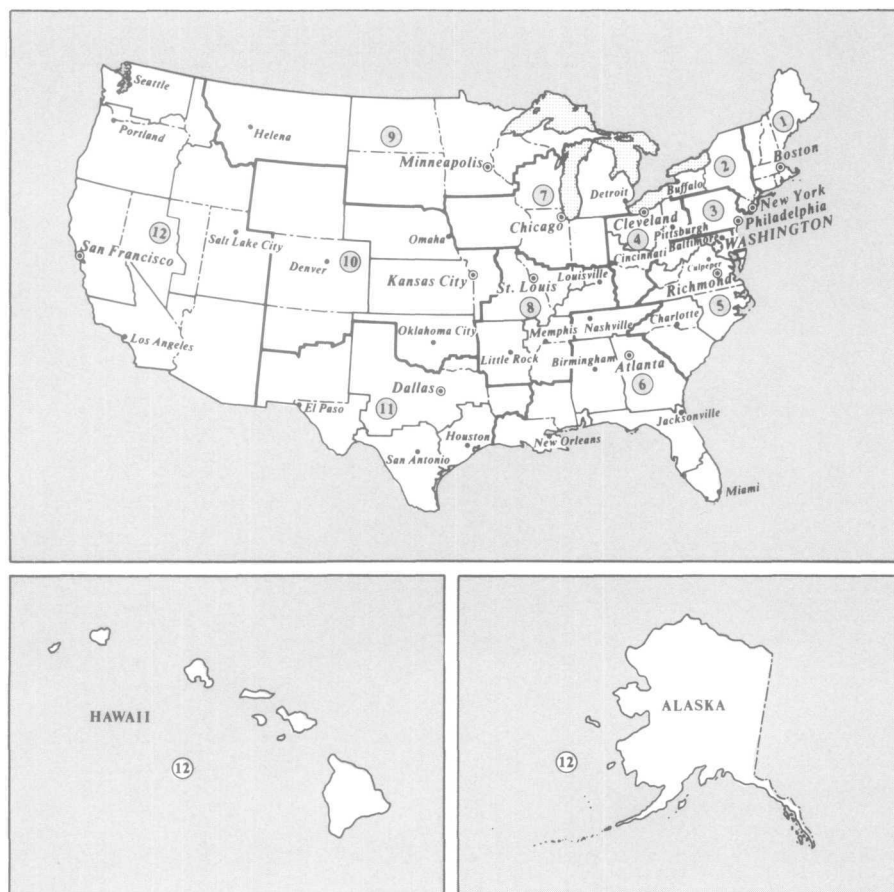 Seattle
Portland
Helena
9
Minneapolis
1
Boston
2
Buffalo
New York
Philadelphia
3
WASHINGTON
7
Detroit
Chicago
Cleveland
4
Pittsburgh
Cincinnati
Baltimore
Culpeper
Richmond
5
12
San Francisco
Salt Lake City
Omaha
Denver
10
Kansas City
St. Louis
8
Louisville
Los Angeles
Oklahoma City
Memphis
Nashville
Charlotte
Little Rock
Birmingham
Atlanta
6
Dallas
11
El Paso
Houston
San Antonio
New Orleans
Jacksonville
Miami
HAWAII
12
ALASKA
12